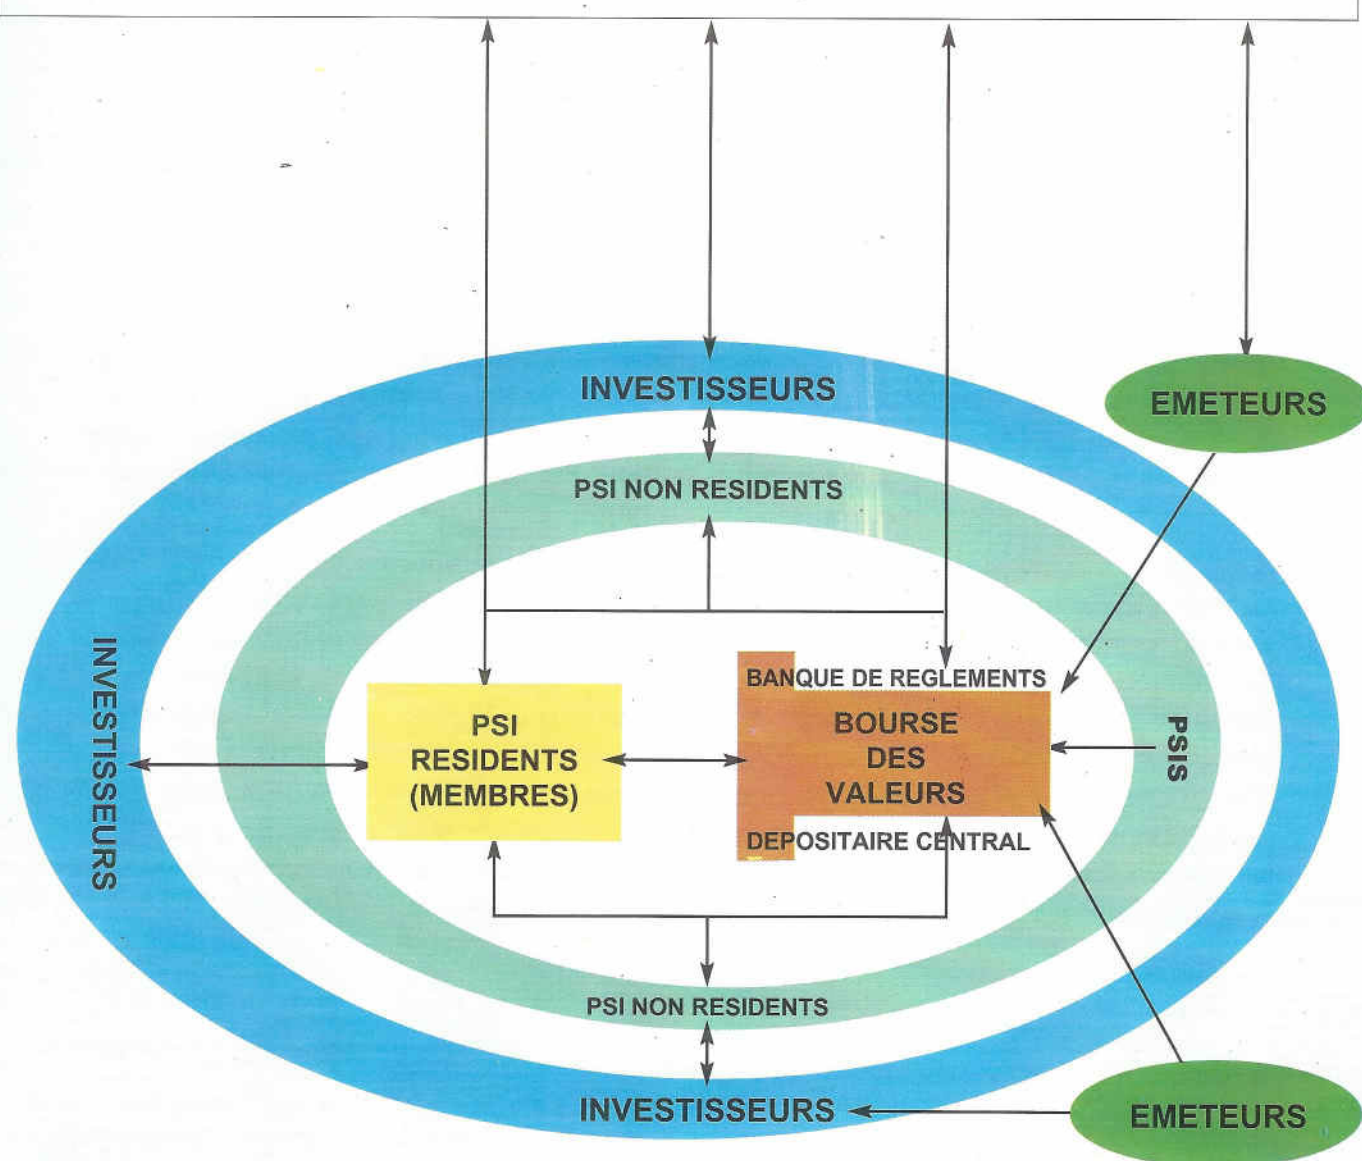 INVESTISSEURS
EMETEURS
PSI NON RESIDENTS
INVESTISSEURS
BANQUE DE REGLEMENTS
PSI
RESIDENTS
(MEMBRES)
BOURSE
DES
VALEURS
PSIS
DEPOSITAIRE CENTRAL
PSI NON RESIDENTS
INVESTISSEURS
EMETEURS